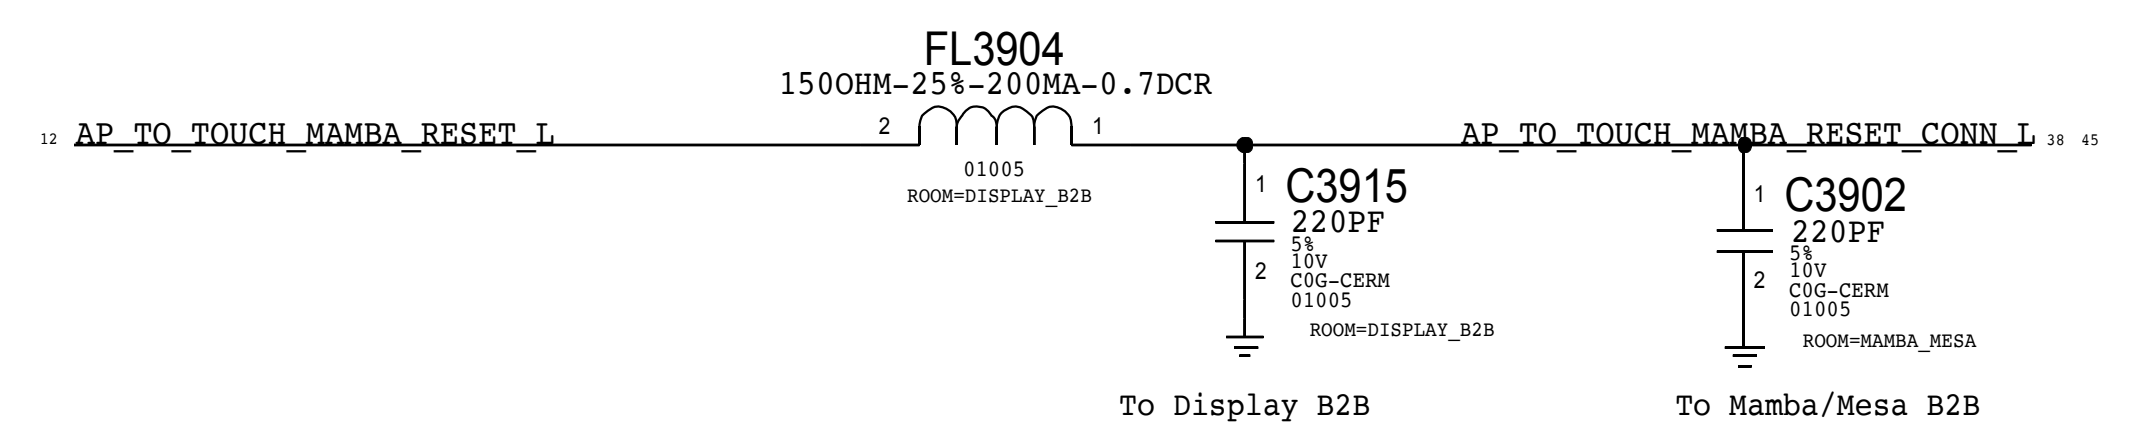 FL3904
150OHM-25%-200MA-0.7DCR
12 AP_TO_TOUCH_MAMBA_RESET_L 2 1 AP_TO_TOUCH_MAMBA_RESET_CONN_L 38 45
01005
ROOM=DISPLAY_B2B
1 C3915
220PF
5%
10V
2
C0G-CERM
01005
ROOM=DISPLAY_B2B
To Display B2B
1 C3902
220PF
5%
10V
2
C0G-CERM
01005
ROOM=MAMBA_MESA
To Mamba/Mesa B2B